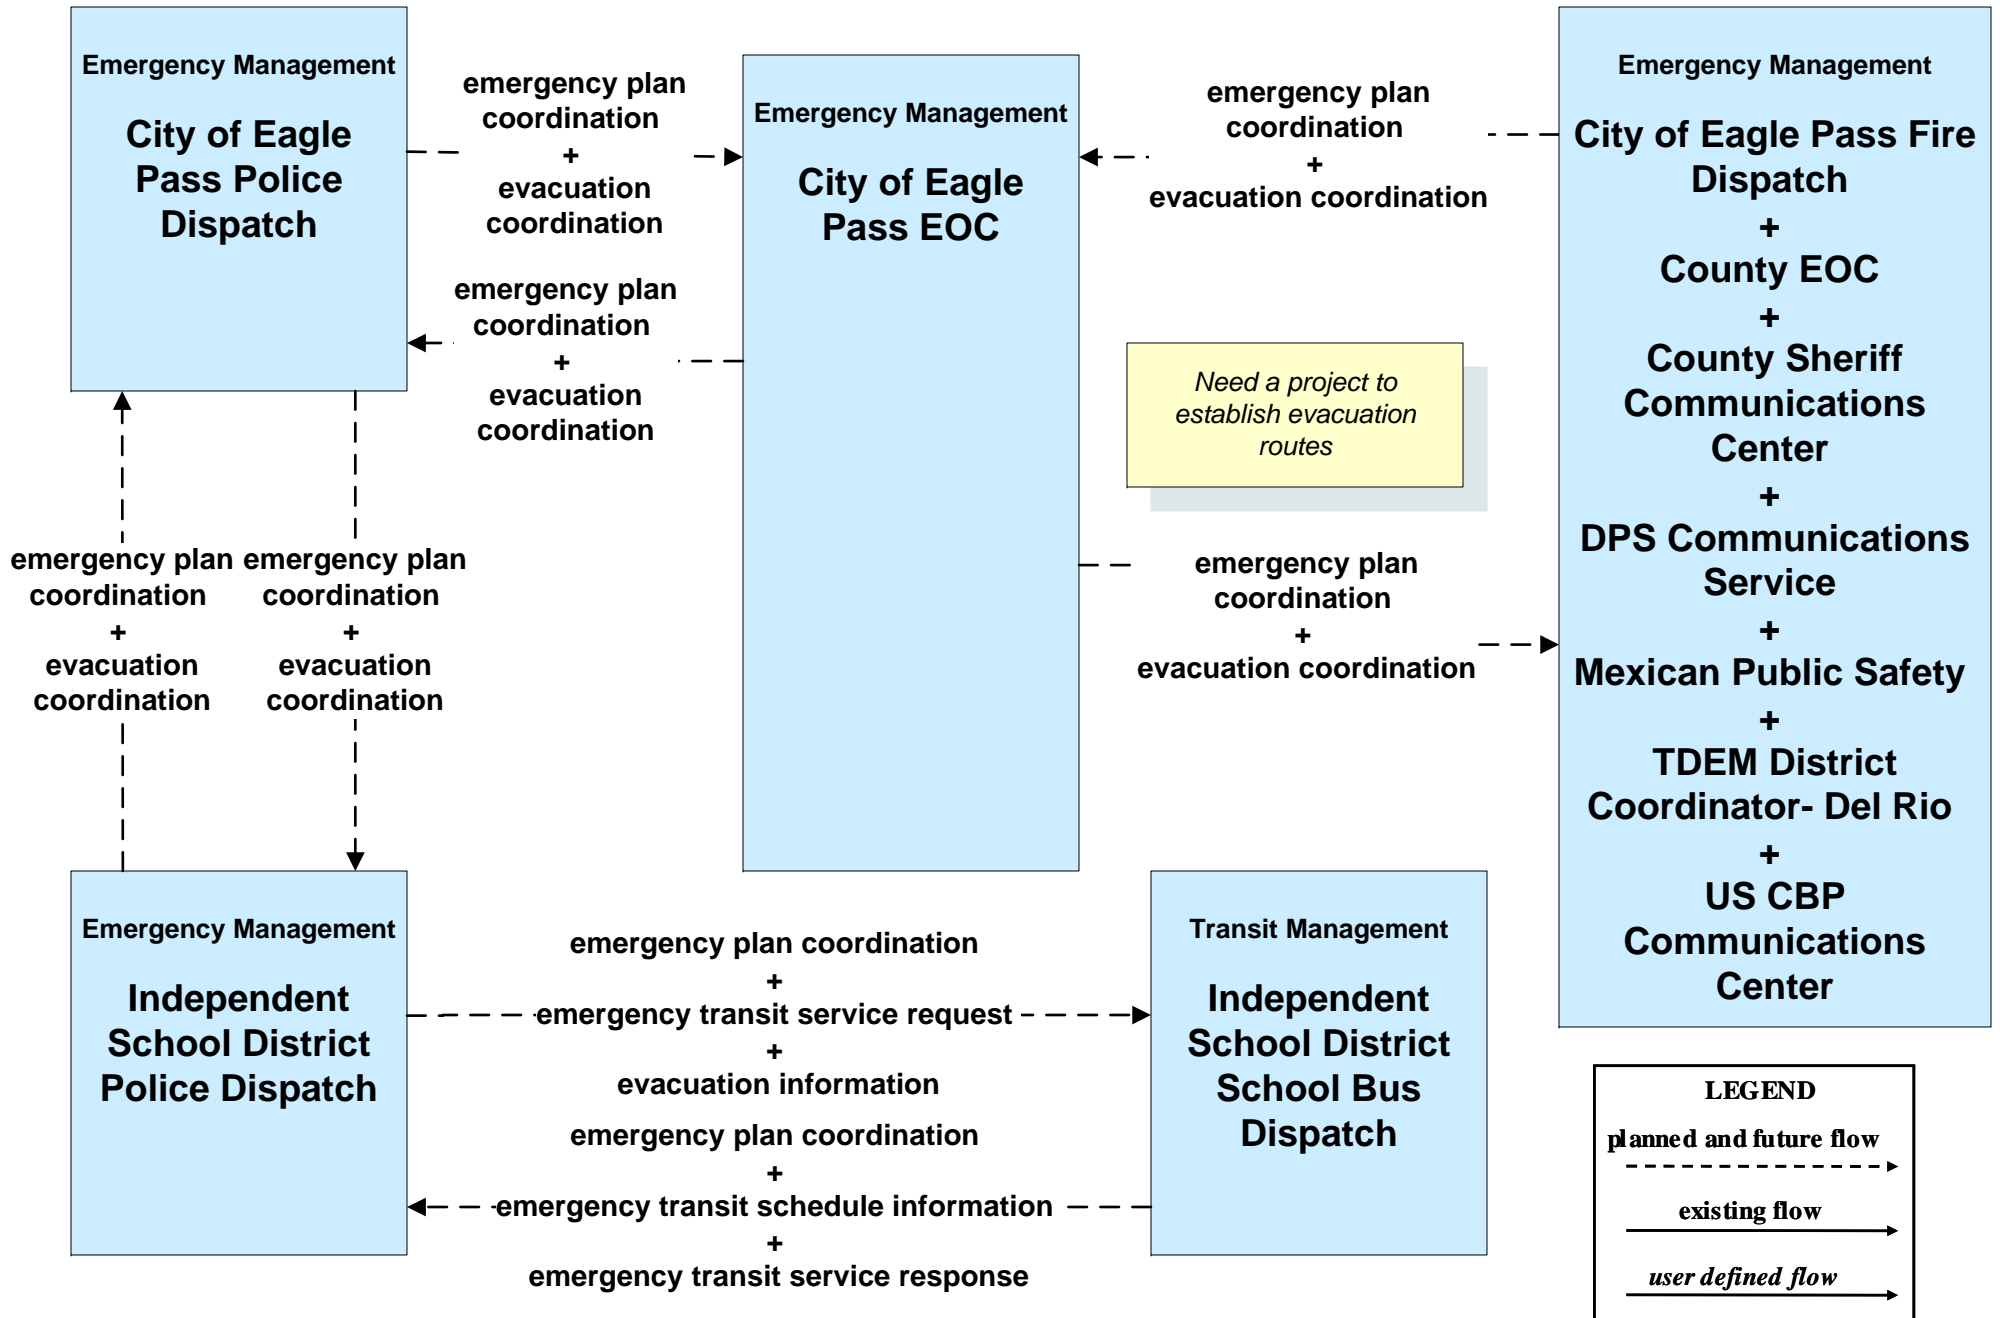 Emergency Management
City of Eagle
Pass Police
Dispatch
emergency plan
coordination
+
evacuation
coordination
emergency plan
coordination
+
evacuation
coordination
Emergency Management
City of Eagle
Pass EOC
emergency plan
coordination
+
evacuation coordination
Need a project to
establish evacuation
routes
emergency plan
coordination
+
evacuation coordination
Emergency Management
City of Eagle Pass Fire
Dispatch
+
County EOC
+
County Sheriff
Communications
Center
+
DPS Communications
Service
+
Mexican Public Safety
+
TDEM District
Coordinator- Del Rio
+
US CBP
Communications
Center
emergency plan
coordination
+
evacuation
coordination
emergency plan
coordination
+
evacuation
coordination
Emergency Management
Independent
School District
Police Dispatch
emergency plan coordination
+
emergency transit service request
+
evacuation information
emergency plan coordination
+
emergency transit schedule information
+
emergency transit service response
Transit Management
Independent
School District
School Bus
Dispatch
LEGEND
planned and future flow
existing flow
user defined flow